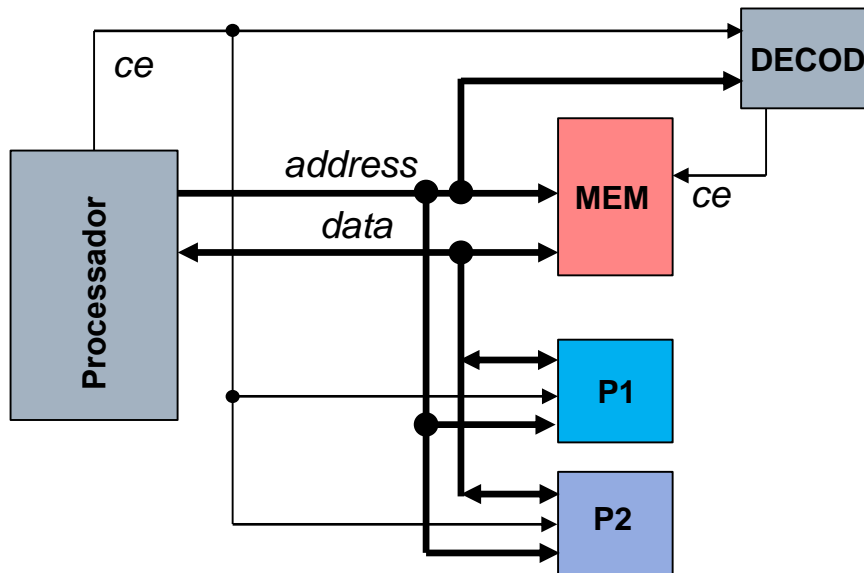 ce
DECOD
address
MEM
ce
data
Processador
P1
P2